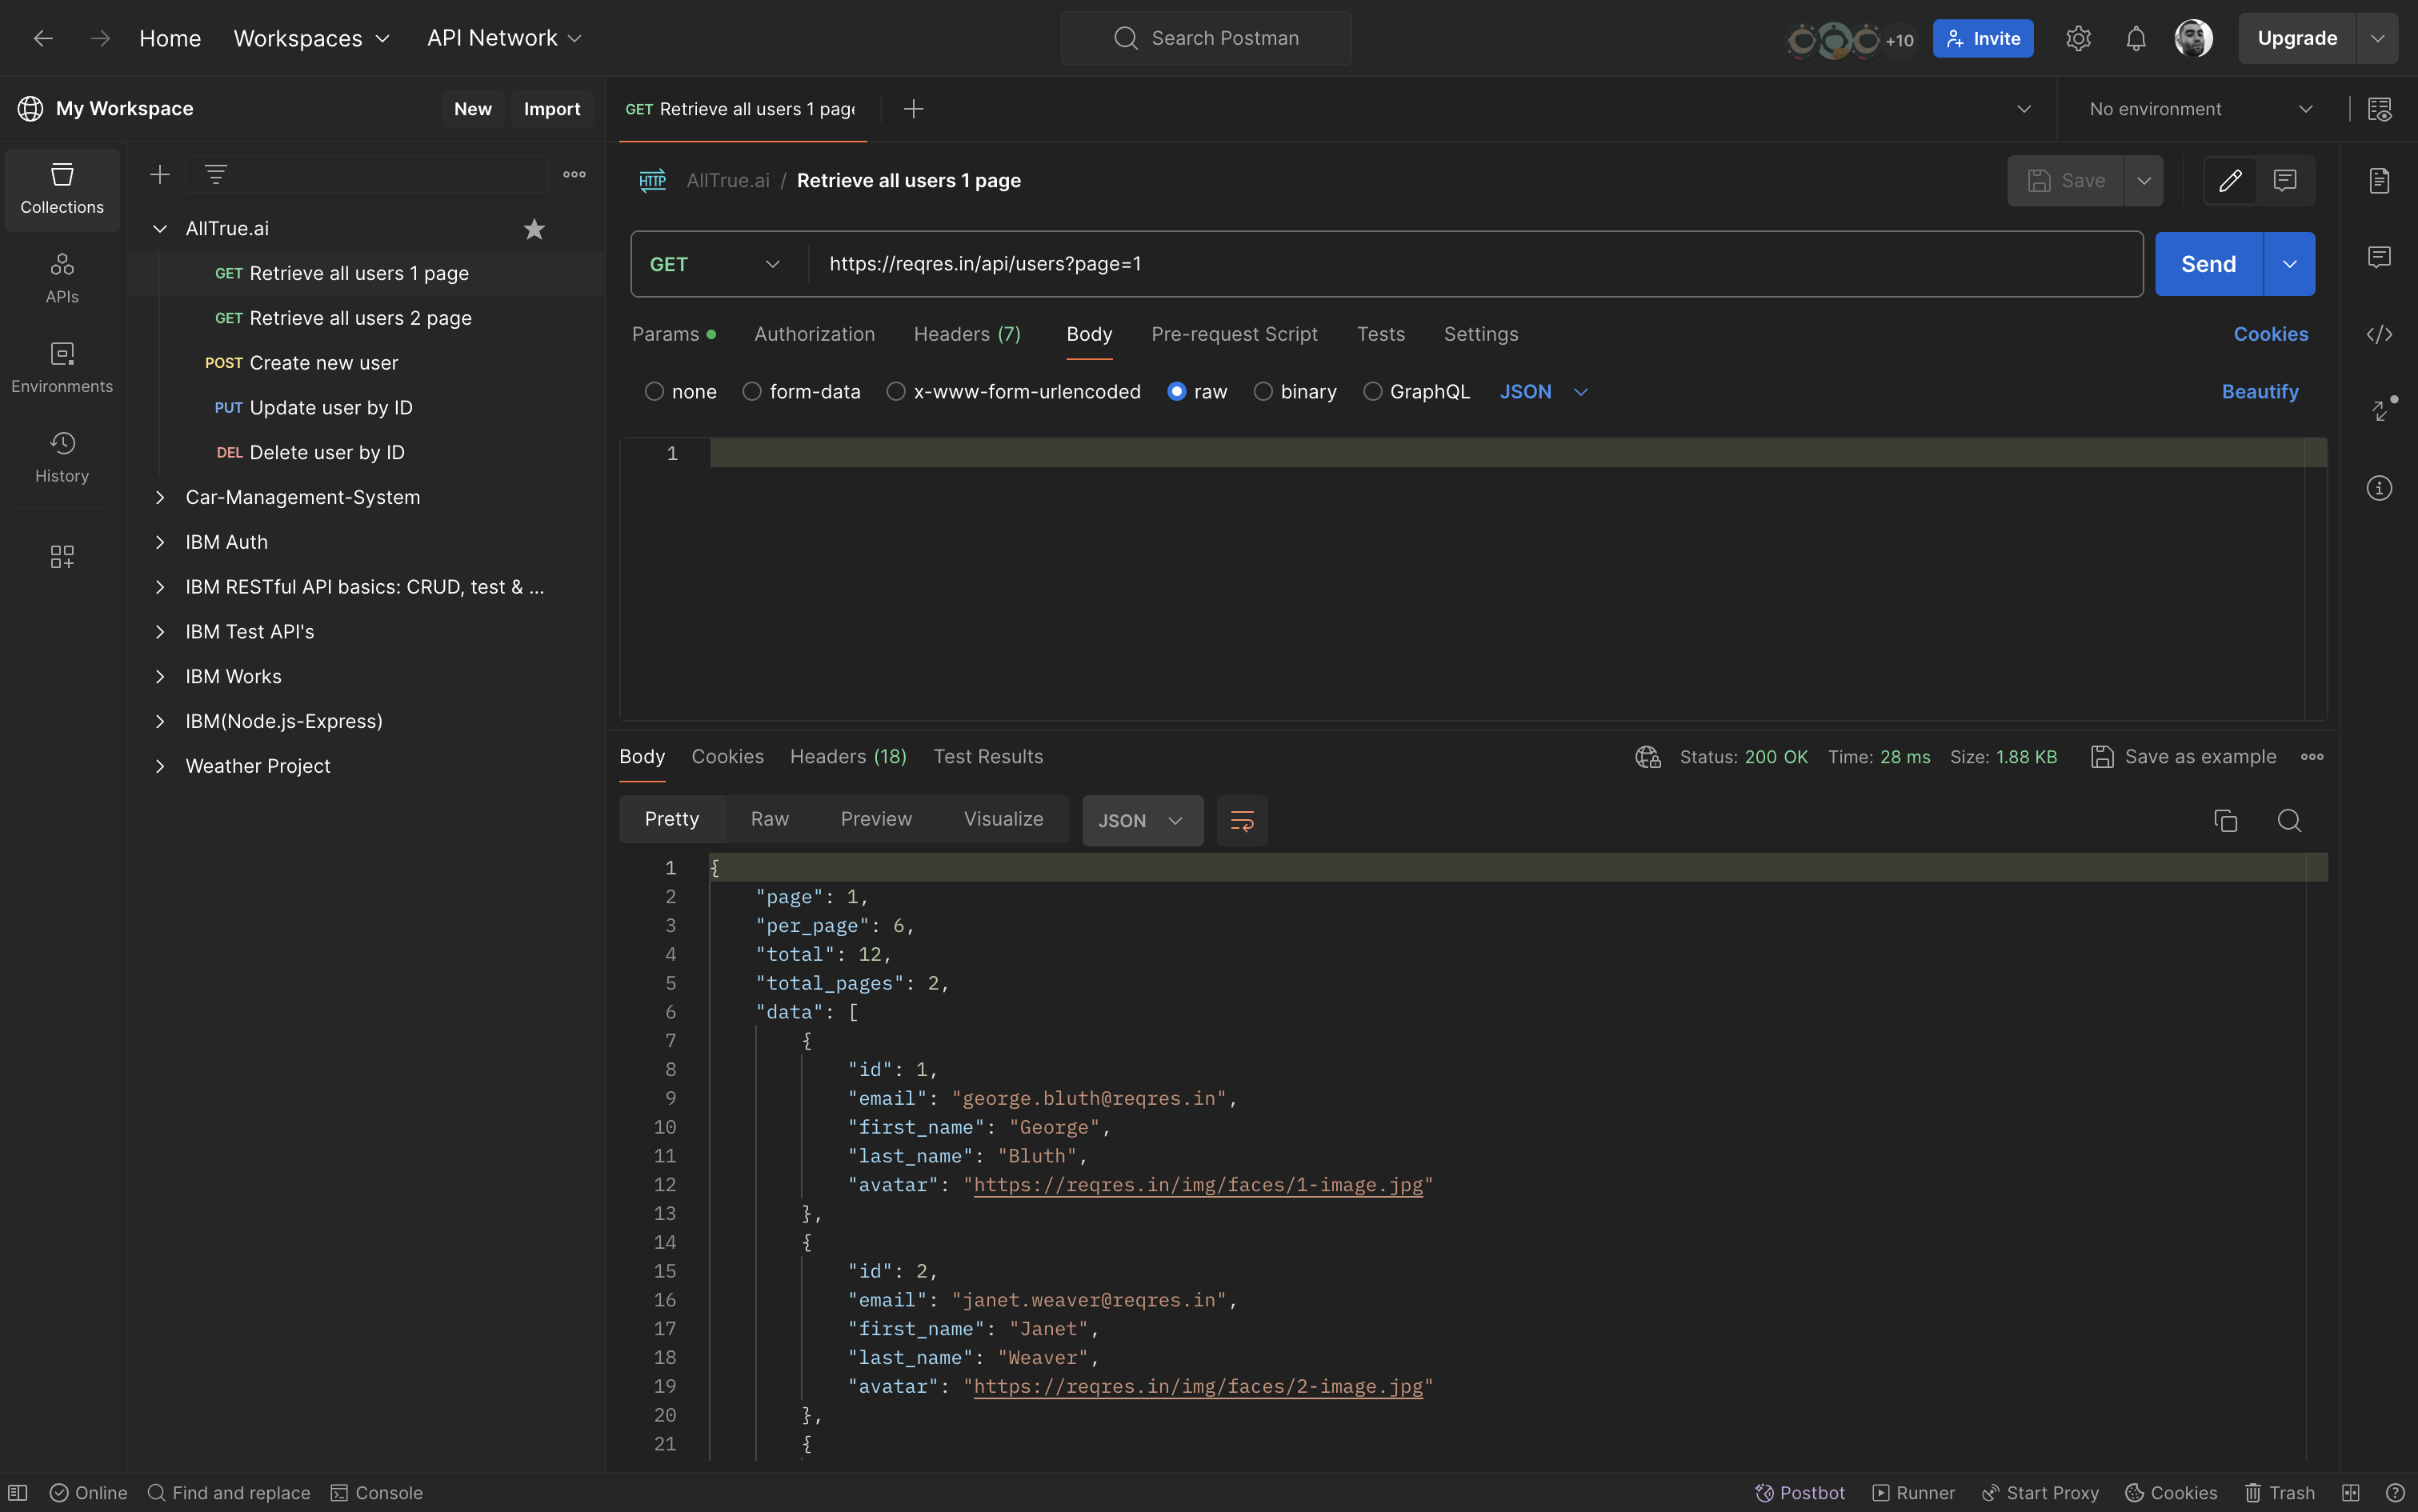 Home Workspaces API Network Search Postman +10 Invite Upgrade
My Workspace New Import
GET Retrieve all users 1 page No environment
Collections
APIs
Environments
History
AllTrue.ai
GET Retrieve all users 1 page
GET Retrieve all users 2 page
POST Create new user
PUT Update user by ID
DEL Delete user by ID
Car-Management-System
IBM Auth
IBM RESTful API basics: CRUD, test & ...
IBM Test API's
IBM Works
IBM(Node.js-Express)
Weather Project
HTTP AllTrue.ai / Retrieve all users 1 page Save
GET https://reqres.in/api/users?page=1 Send
Params Authorization Headers (7) Body Pre-request Script Tests Settings Cookies
none form-data x-www-form-urlencoded raw binary GraphQL JSON Beautify
1
Body Cookies Headers (18) Test Results Status: 200 OK Time: 28 ms Size: 1.88 KB Save as example
Pretty Raw Preview Visualize JSON
1 {
2 "page": 1,
3 "per_page": 6,
4 "total": 12,
5 "total_pages": 2,
6 "data": [
7 {
8 "id": 1,
9 "email": "george.bluth@reqres.in",
10 "first_name": "George",
11 "last_name": "Bluth",
12 "avatar": "https://reqres.in/img/faces/1-image.jpg"
13 },
14 {
15 "id": 2,
16 "email": "janet.weaver@reqres.in",
17 "first_name": "Janet",
18 "last_name": "Weaver",
19 "avatar": "https://reqres.in/img/faces/2-image.jpg"
20 },
21 {
Online Find and replace Console Postbot Runner Start Proxy Cookies Trash